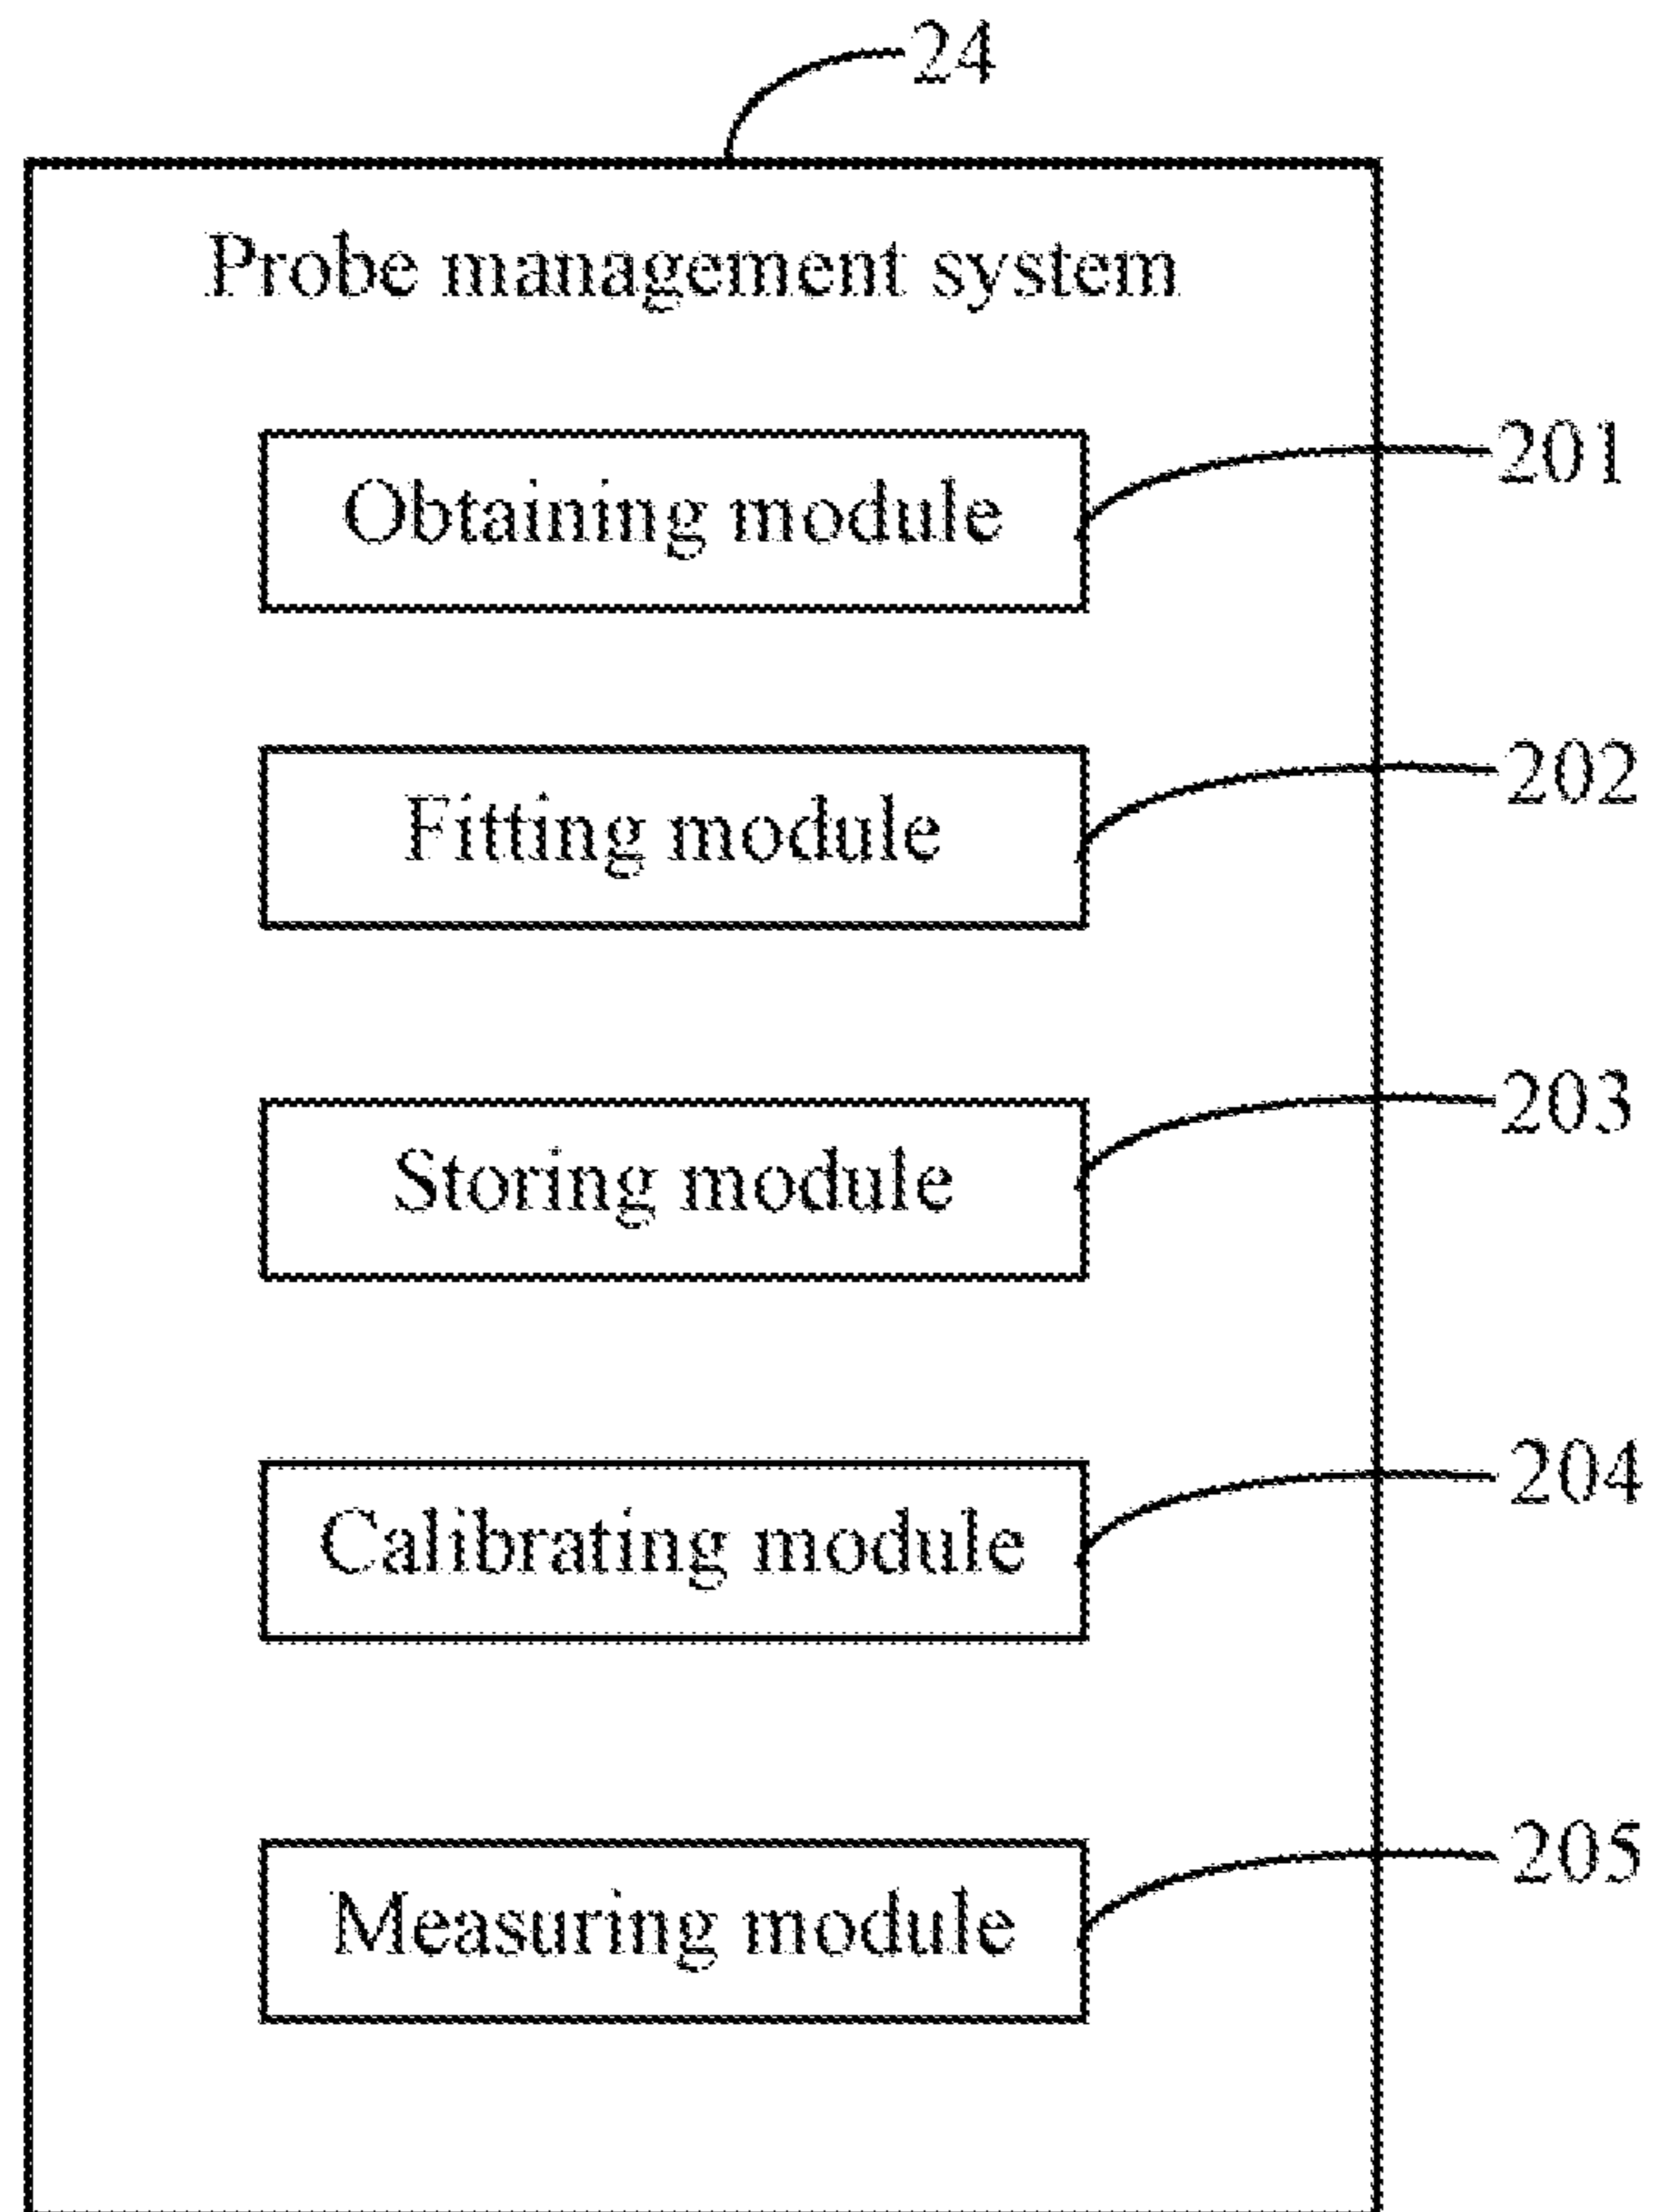 24
Probe management system
Obtaining module
201
Fitting module
202
Storing module
203
Calibrating module
204
Measuring module
205